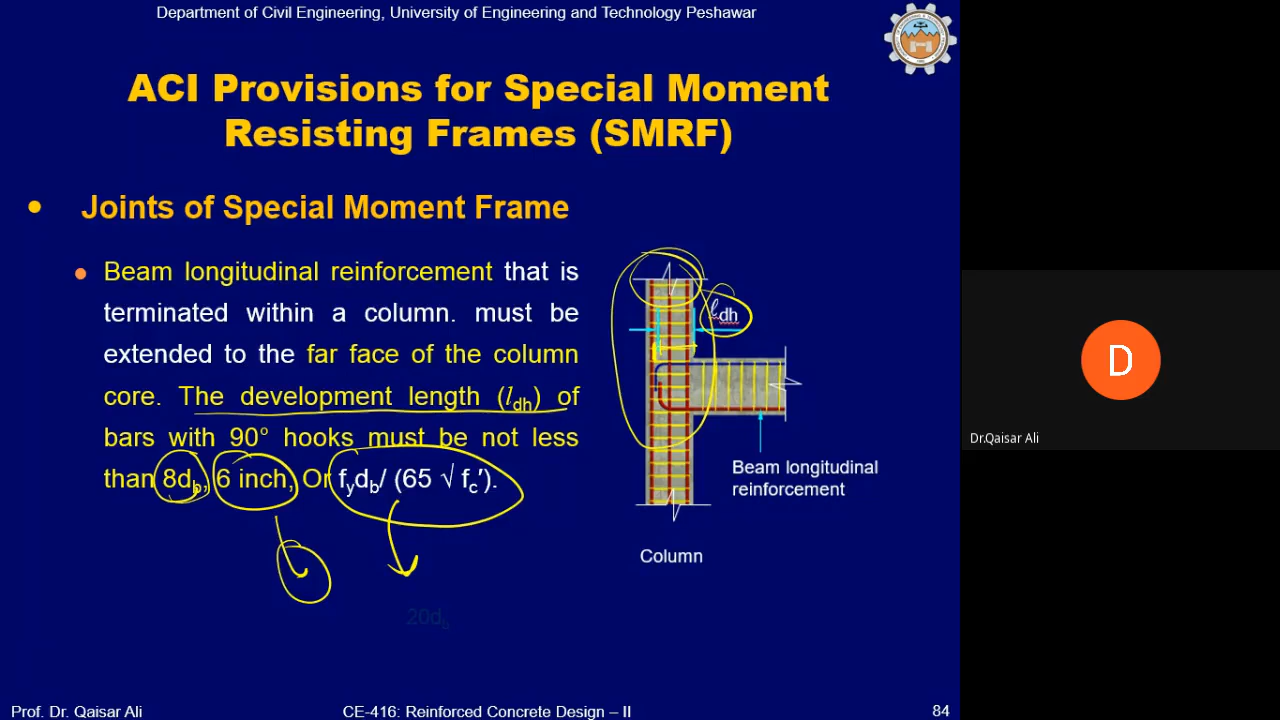 Department of Civil Engineering, University of Engineering and Technology Peshawar
ACI Provisions for Special Moment
Resisting Frames (SMRF)
• Joints of Special Moment Frame
• Beam longitudinal reinforcement that is
terminated within a column. must be
extended to the far face of the column
core. The development length (ldh) of
bars with 90° hooks must be not less
than 8db, 6 inch, Or fydb/ (65 √ fc′).
20db
ldh
Beam longitudinal
reinforcement
Column
D
Dr.Qaisar Ali
Prof. Dr. Qaisar Ali
CE-416: Reinforced Concrete Design – II
84